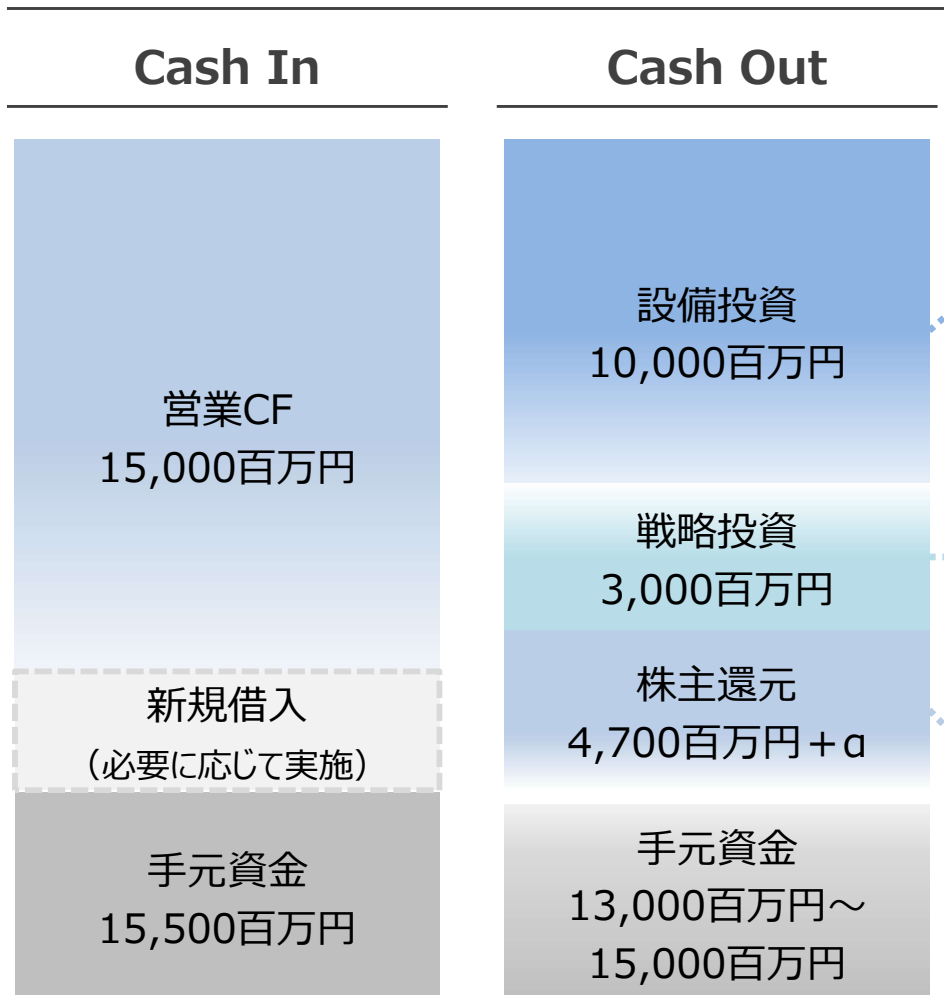 Cash In
営業CF
15,000百万円
新規借入
（必要に応じて実施）
手元資金
15,500百万円
Cash Out
設備投資
10,000百万円
戦略投資
3,000百万円
株主還元
4,700百万円＋α
手元資金
13,000百万円～
15,000百万円